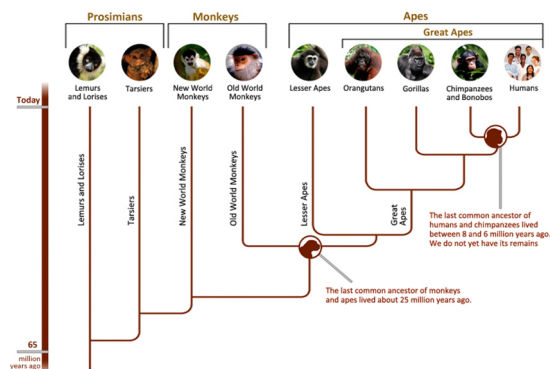 Prosimians
Monkeys
Apes
Great Apes
Lemurs
and Lorises
Tarsiers
New World
Monkeys
Old World
Monkeys
Lesser Apes
Orangutans
Gorillas
Chimpanzees
and Bonobos
Humans
Today
Lemurs and Lorises
Tarsiers
New World Monkeys
Old World Monkeys
Lesser Apes
Great
Apes
The last common ancestor of
humans and chimpanzees lived
between 8 and 6 million years ago.
We do not yet have its remains
The last common ancestor of monkeys
and apes lived about 25 million years ago.
65
million
years ago